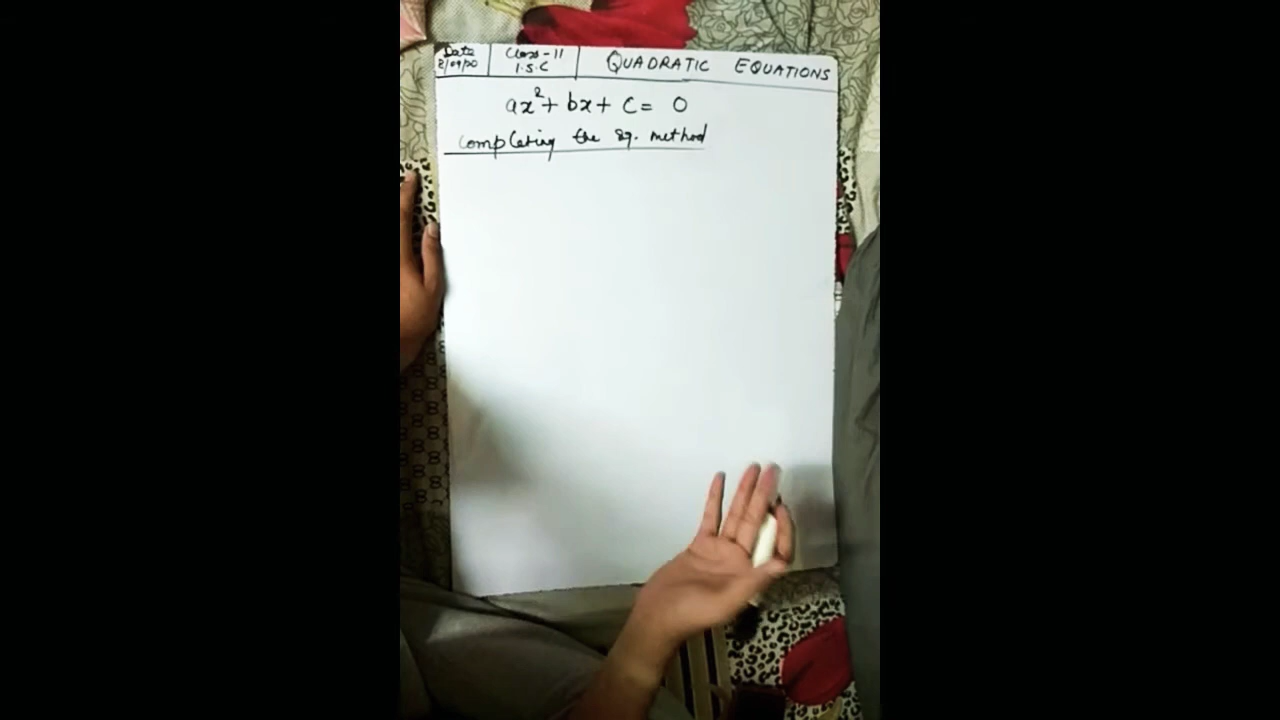 Date Class-11 QUADRATIC EQUATIONS
2/09/20 I.S.C
ax²+ bx+ c= 0
Completing the sq. method